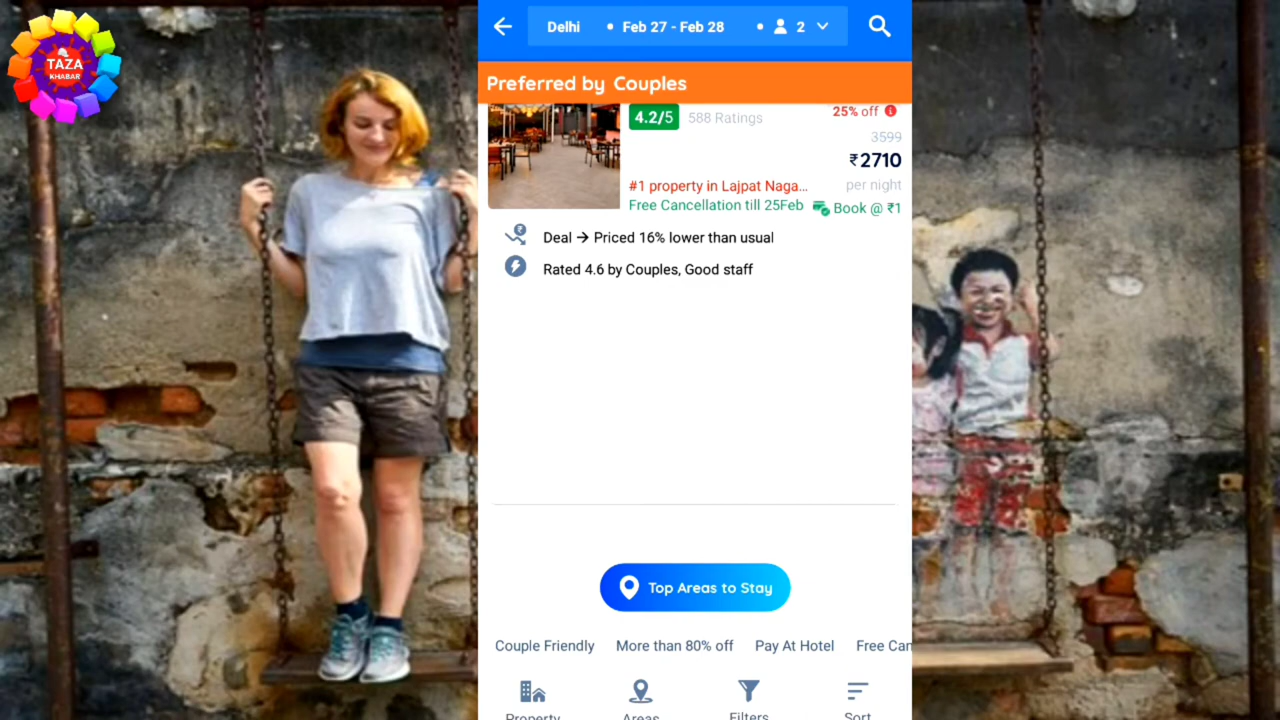 TAZA
KHABAR
Delhi • Feb 27 - Feb 28 • 2
Preferred by Couples
4.2/5 588 Ratings 25% off
3599
₹2710
#1 property in Lajpat Naga... per night
Free Cancellation till 25Feb Book @ ₹1
Deal → Priced 16% lower than usual
Rated 4.6 by Couples, Good staff
Top Areas to Stay
Couple Friendly More than 80% off Pay At Hotel Free Can
Property Areas Filters Sort